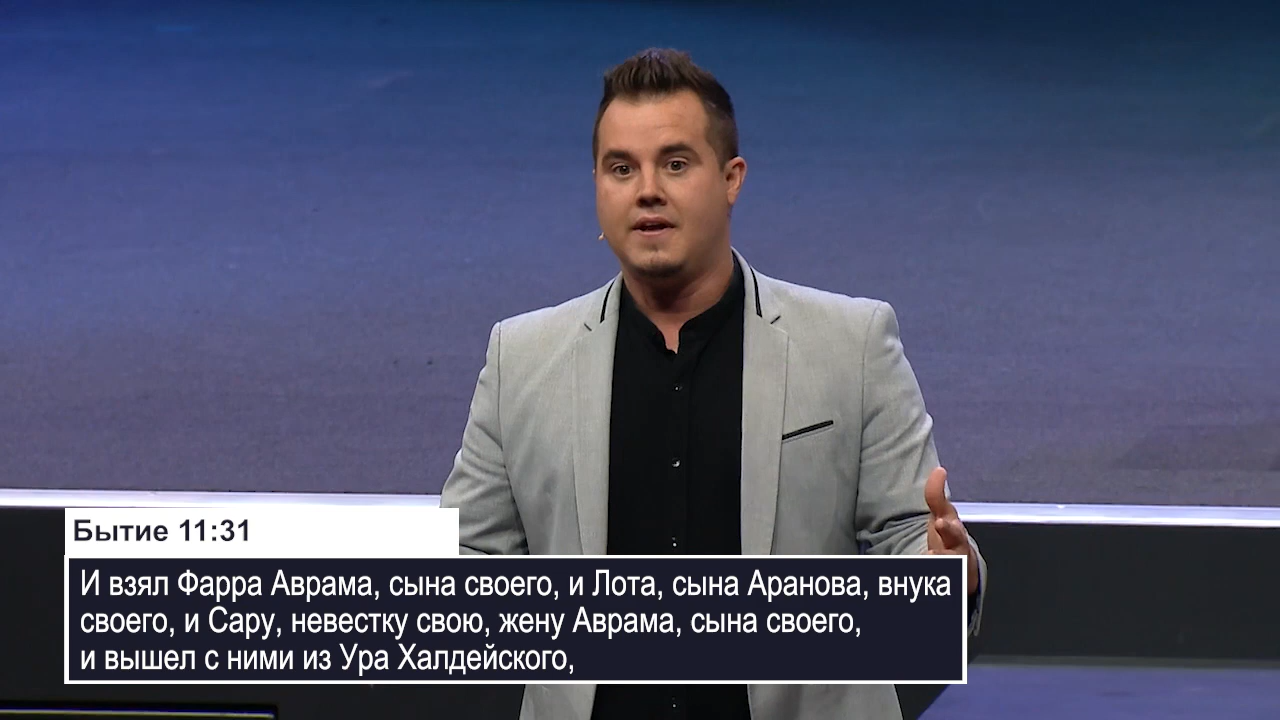 Бытие 11:31
И взял Фарра Аврама, сына своего, и Лота, сына Аранова, внука
своего, и Сару, невестку свою, жену Аврама, сына своего,
и вышел с ними из Ура Халдейского,